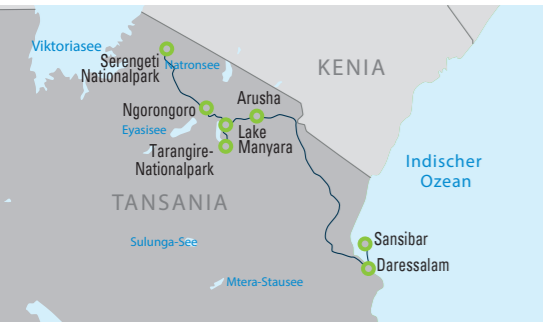 Viktoriasee
Serengeti
Nationalpark
Natronsee
KENIA
Ngorongoro
Arusha
Eyasisee
Lake
Manyara
Tarangire-
Nationalpark
Indischer
Ozean
TANSANIA
Sulunga-See
Sansibar
Daressalam
Mtera-Stausee